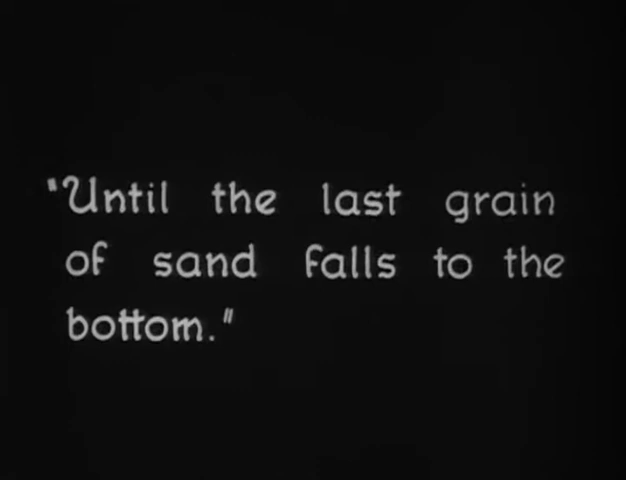 "Until the last grain
of sand falls to the
bottom."